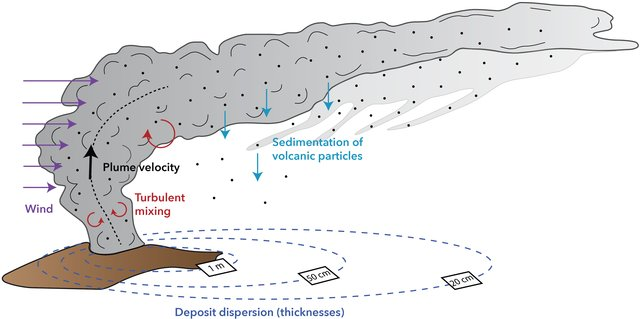 Sedimentation of
volcanic particles
Plume velocity
Turbulent
mixing
Wind
1 m
50 cm
20 cm
Deposit dispersion (thicknesses)